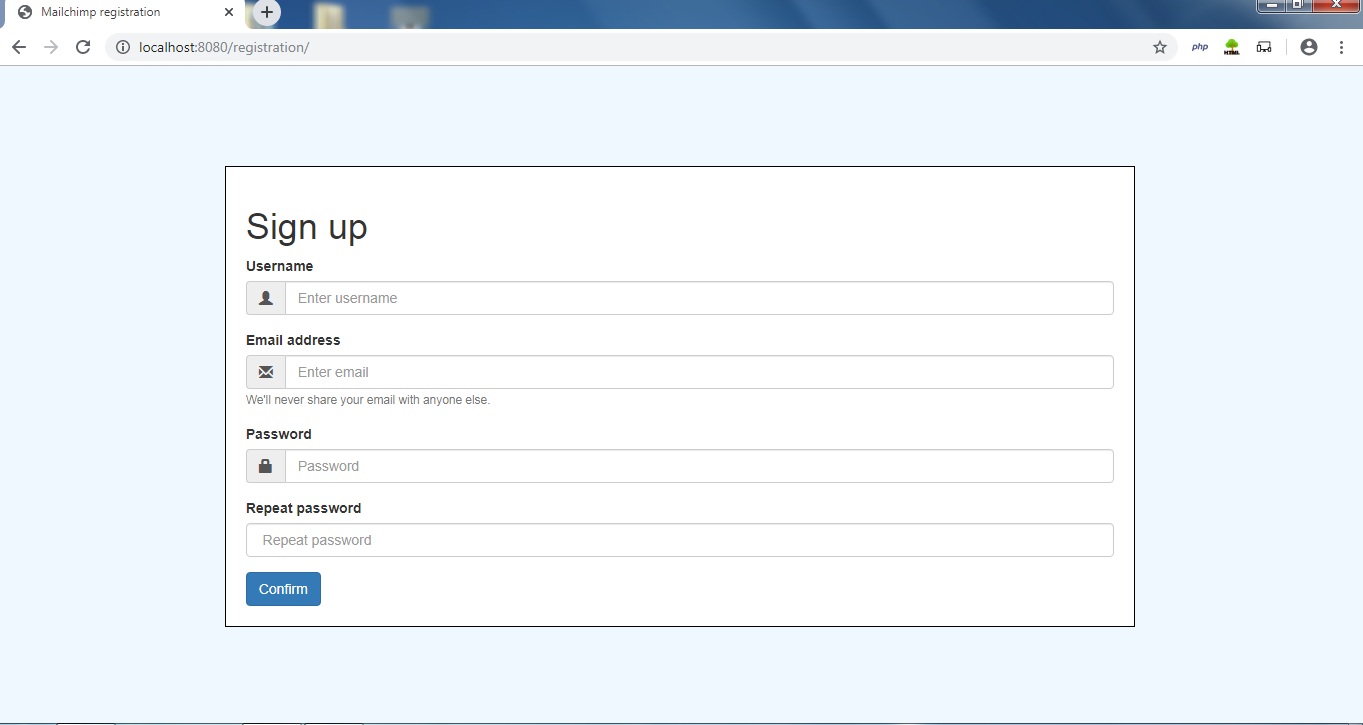 Mailchimp registration
localhost:8080/registration/
php
HTML
Sign up
Username
Enter username
Email address
Enter email
We'll never share your email with anyone else.
Password
Password
Repeat password
Repeat password
Confirm